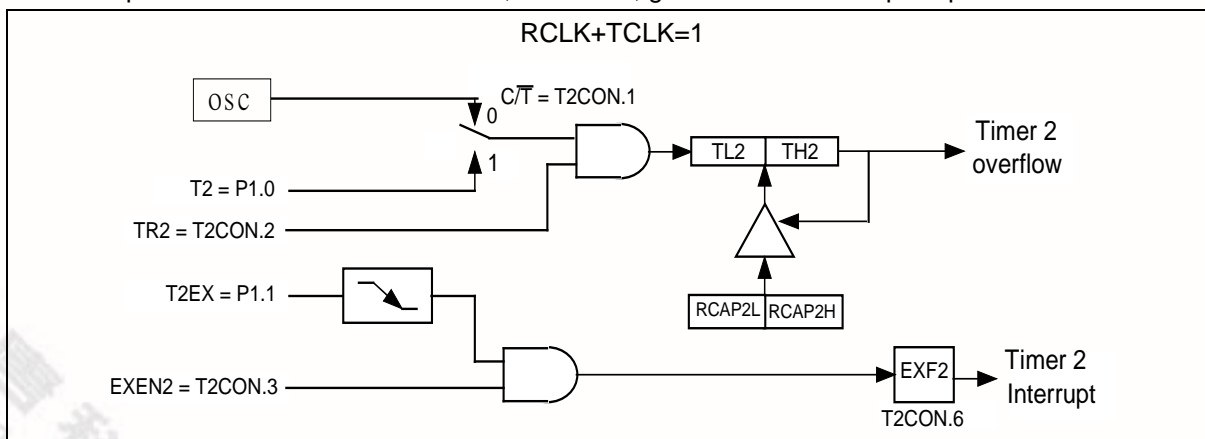 RCLK+TCLK=1
OSC
C/T̅ = T2CON.1
0
1
T2 = P1.0
TR2 = T2CON.2
TL2 TH2
Timer 2
overflow
T2EX = P1.1
RCAP2L RCAP2H
EXEN2 = T2CON.3
EXF2
T2CON.6
Timer 2
Interrupt